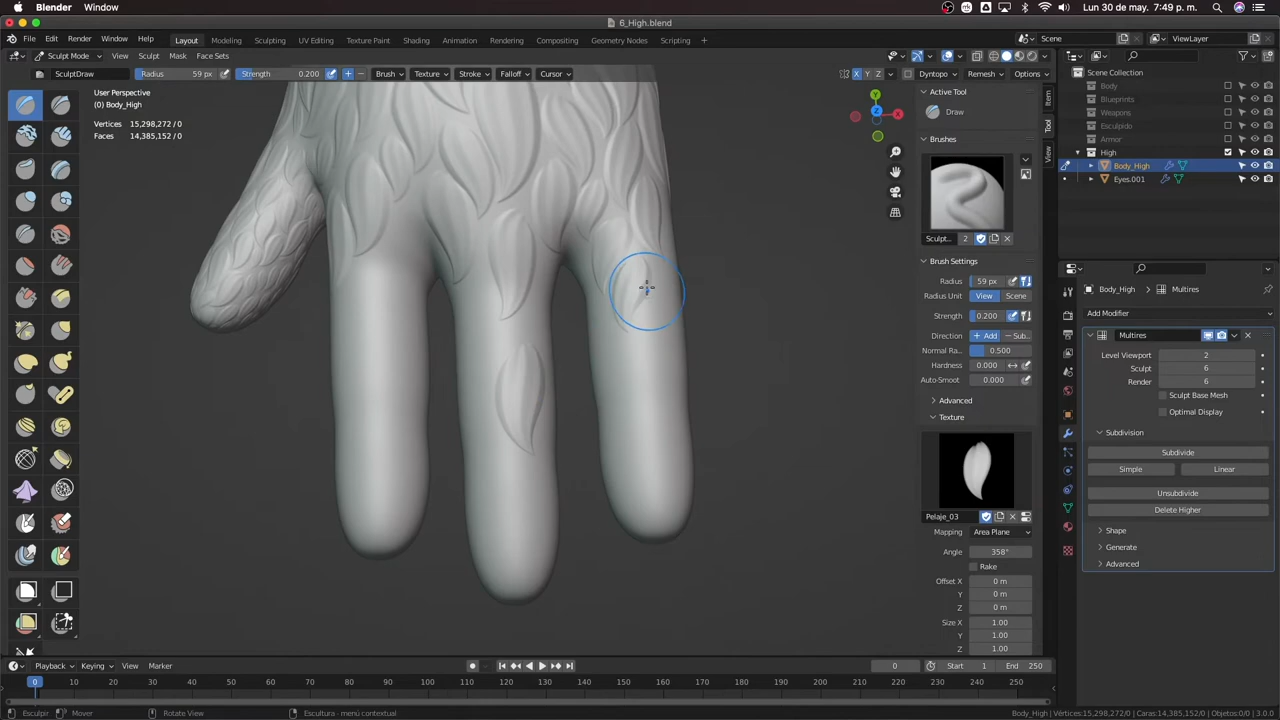 Blender Window Lun 30 de may. 7:49 p. m.
6_High.blend
File Edit Render Window Help Layout Modeling Sculpting UV Editing Texture Paint Shading Animation Rendering Compositing Geometry Nodes Scripting + Scene ViewLayer
Sculpt Mode View Sculpt Mask Face Sets
SculptDraw Radius 59 px Strength 0.200 Brush Texture Stroke Falloff Cursor X Y Z Dyntopo Remesh Options
User Perspective
(0) Body_High
Vertices 15,298,272 / 0
Faces 14,385,152 / 0
Y
X
Z
Item
Tool
View
Active Tool
Draw
Brushes
Sculpt... 2
Brush Settings
Radius 59 px
Radius Unit View Scene
Strength 0.200
Direction + Add — Sub...
Normal Ra... 0.500
Hardness 0.000
Auto-Smoot 0.000
Advanced
Texture
Pelaje_03
Mapping Area Plane
Angle 358°
Rake
Offset X 0 m
Y 0 m
Z 0 m
Size X 1.00
Y 1.00
Z 1.00
Scene Collection
Body
Blueprints
Weapons
Esculpido
Armor
High
Body_High
Eyes.001
Body_High Multires
Add Modifier
Multires
Level Viewport 2
Sculpt 6
Render 6
Sculpt Base Mesh
Optimal Display
Subdivision
Subdivide
Simple Linear
Unsubdivide
Delete Higher
Shape
Generate
Advanced
Playback Keying View Marker 0 Start 1 End 250
0 10 20 30 40 50 60 70 80 90 100 110 120 130 140 150 160 170 180 190 200 210 220 230 240 250
Esculpir Mover Rotate View Escultura - menú contextual Body_High | Vértices:15,298,272/0 | Caras:14,385,152/0 | Objetos:0/0 | 3.0.0